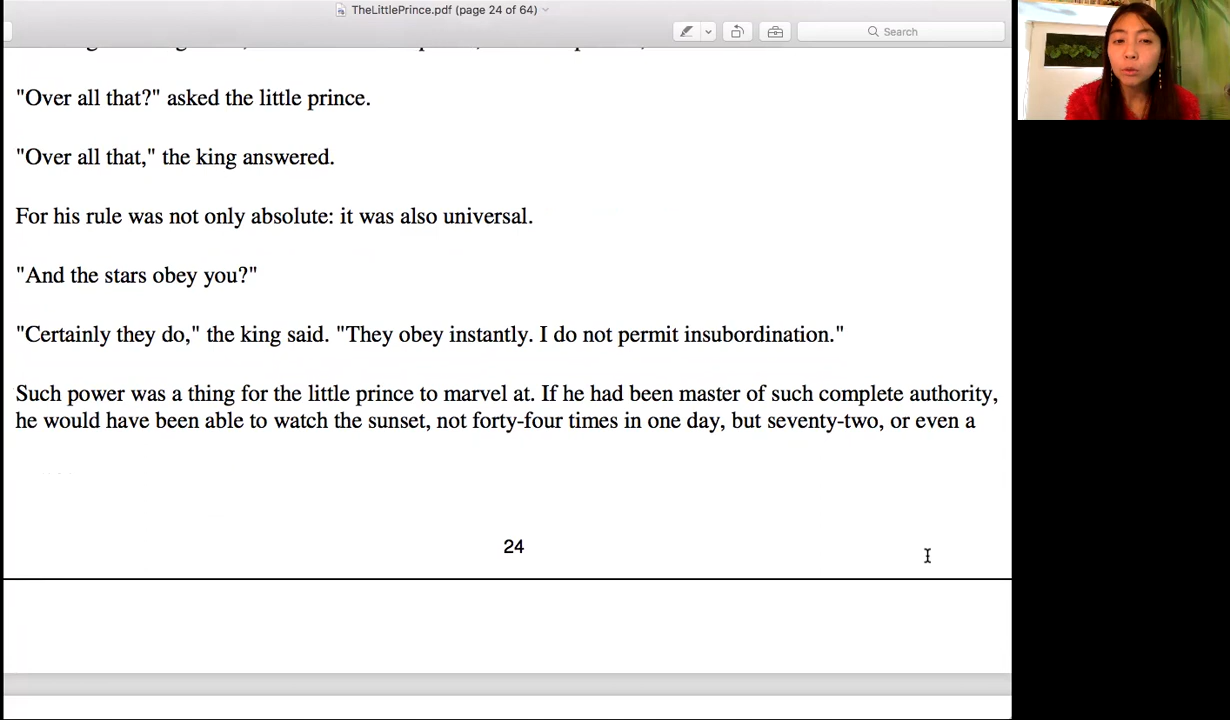 TheLittlePrince.pdf (page 24 of 64)
Search
"Over all that?" asked the little prince.
"Over all that," the king answered.
For his rule was not only absolute: it was also universal.
"And the stars obey you?"
"Certainly they do," the king said. "They obey instantly. I do not permit insubordination."
Such power was a thing for the little prince to marvel at. If he had been master of such complete authority,
he would have been able to watch the sunset, not forty-four times in one day, but seventy-two, or even a
24